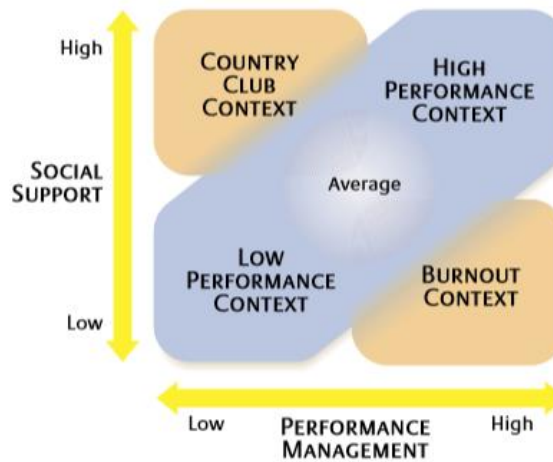 High
COUNTRY
CLUB
CONTEXT
HIGH
PERFORMANCE
CONTEXT
SOCIAL
SUPPORT
Average
LOW
PERFORMANCE
CONTEXT
BURNOUT
CONTEXT
Low
Low
PERFORMANCE
MANAGEMENT
High